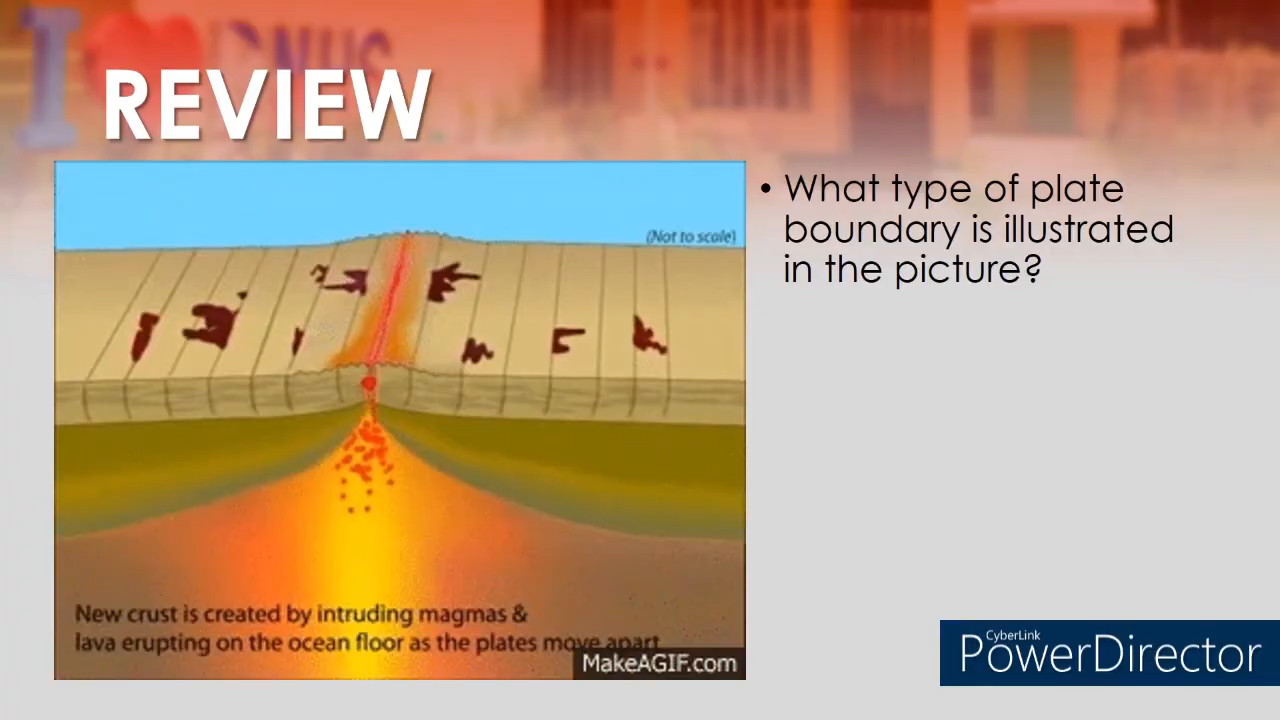 I NHS
REVIEW
(Not to scale)
• What type of plate
boundary is illustrated
in the picture?
New crust is created by intruding magmas &
lava erupting on the ocean floor as the plates move apart
MakeAGIF.com
CyberLink
PowerDirector